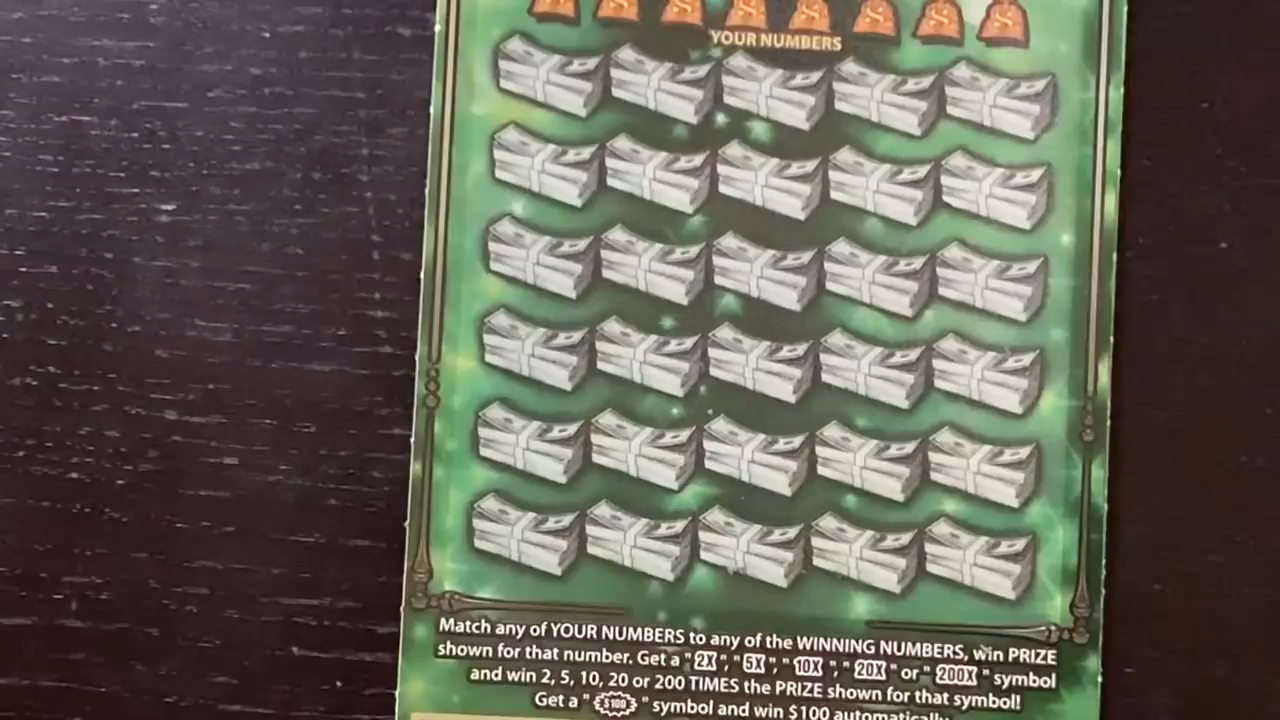 YOUR NUMBERS
Match any of YOUR NUMBERS to any of the WINNING NUMBERS, win PRIZE
shown for that number. Get a "2X", "5X", "10X", "20X" or "200X" symbol
and win 2, 5, 10, 20 or 200 TIMES the PRIZE shown for that symbol!
Get a "$100" symbol and win $100 automatically